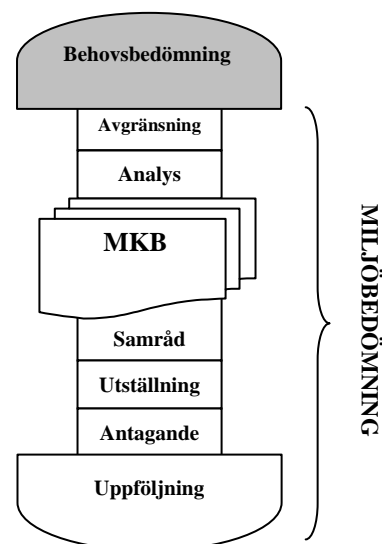 Behovsbedömning
Avgränsning
Analys
MKB
Samråd
Utställning
Antagande
Uppföljning
MILJÖBEDÖMNING